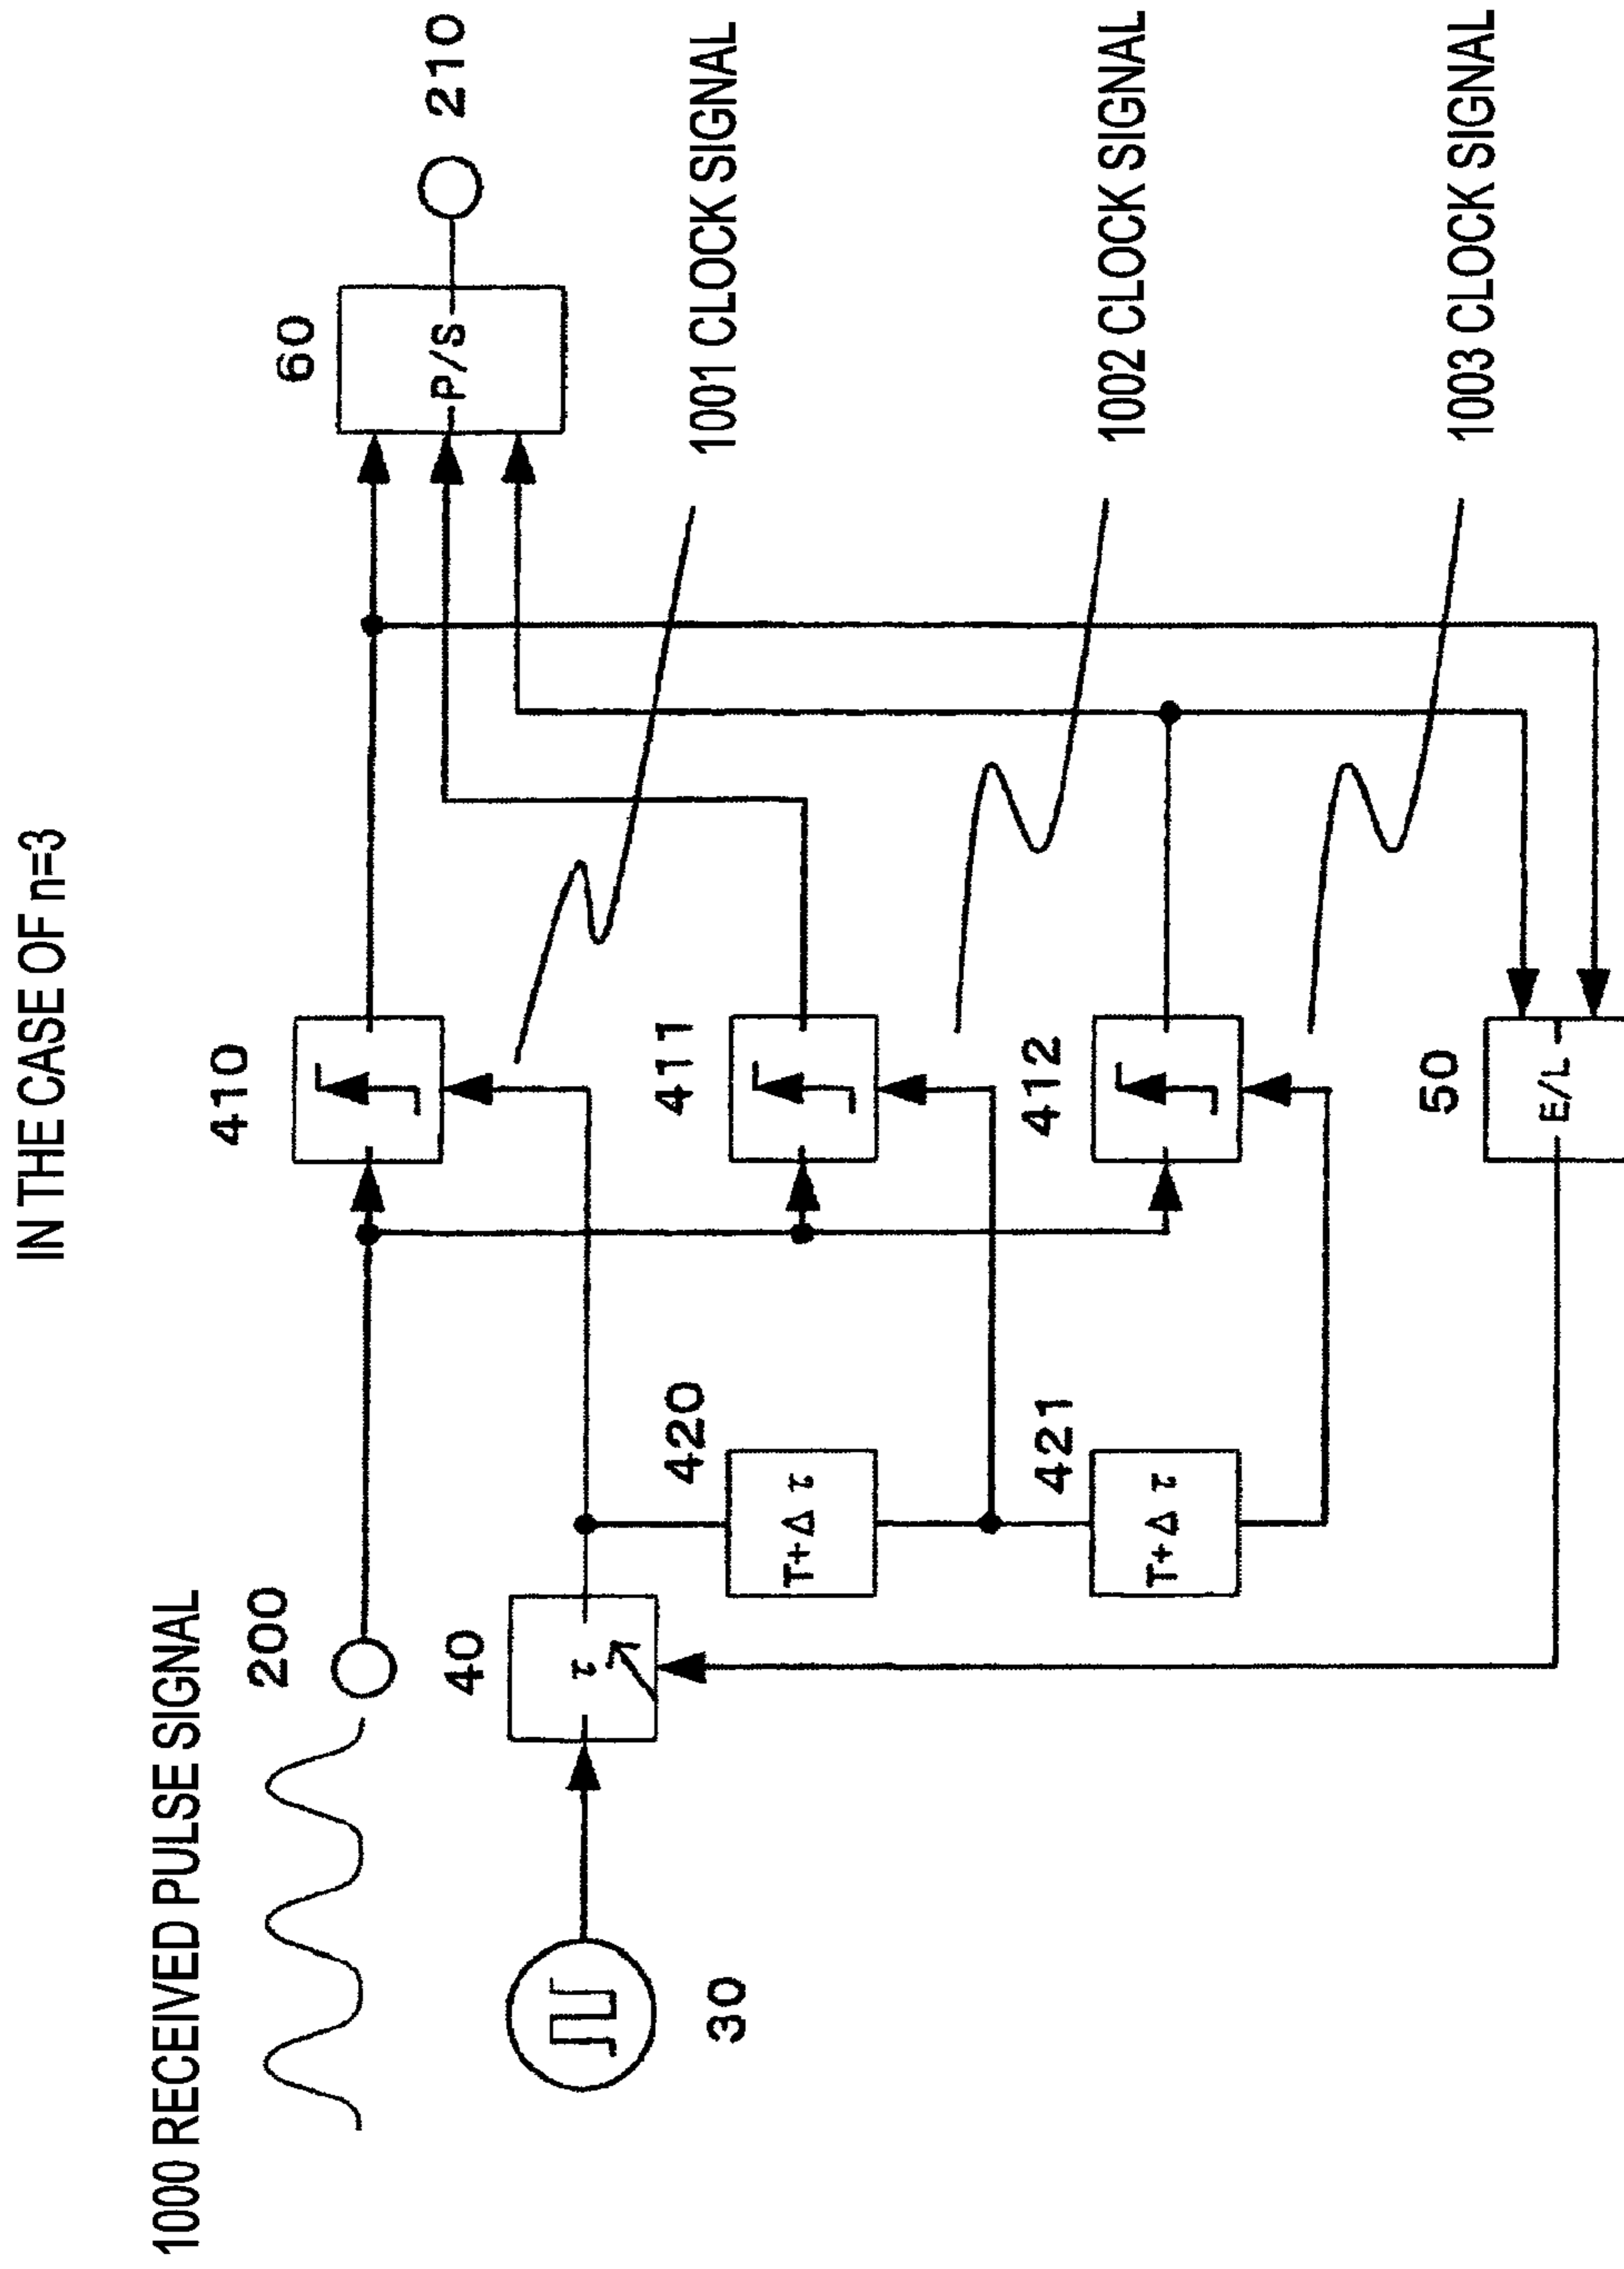 IN THE CASE OF n=3
1000 RECEIVED PULSE SIGNAL
200
410
60
P/S
210
40
τ
30
1001 CLOCK SIGNAL
420
T+Δτ
411
1002 CLOCK SIGNAL
421
T+Δτ
412
1003 CLOCK SIGNAL
50
E/L